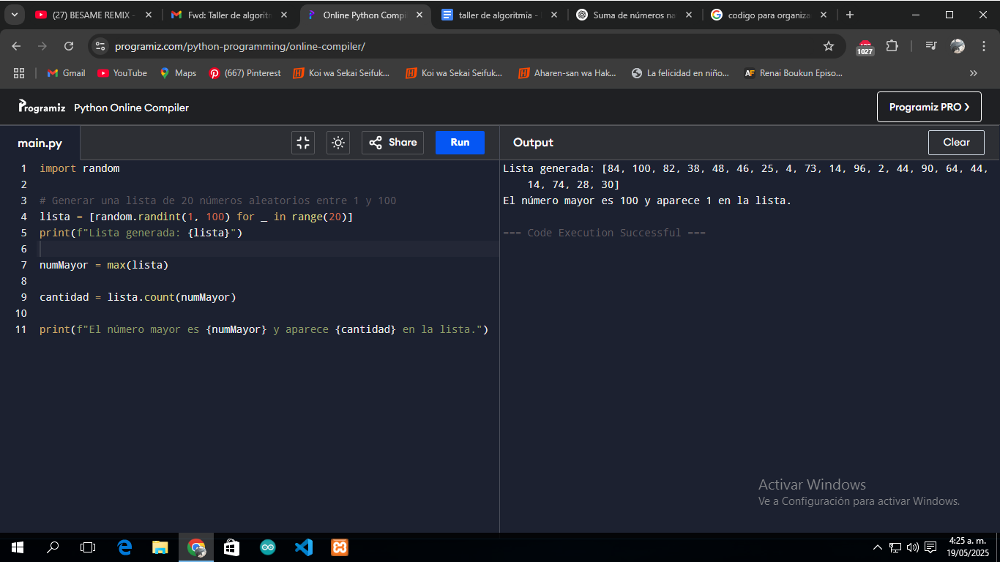 (27) BESAME REMIX -
Fwd: Taller de algoritm
Online Python Compi
taller de algoritmia -
Suma de números na
codigo para organiza
programiz.com/python-programming/online-compiler/
1027
Gmail
YouTube
Maps
(667) Pinterest
Koi wa Sekai Seifuk...
Koi wa Sekai Seifuk...
Aharen-san wa Hak...
La felicidad en niño...
AF Renai Boukun Episo...
Programiz Python Online Compiler
Programiz PRO
main.py
Share
Run
Output
Clear
1 import random
2
3 # Generar una lista de 20 números aleatorios entre 1 y 100
4 lista = [random.randint(1, 100) for _ in range(20)]
5 print(f"Lista generada: {lista}")
6
7 numMayor = max(lista)
8
9 cantidad = lista.count(numMayor)
10
11 print(f"El número mayor es {numMayor} y aparece {cantidad} en la lista.")
Lista generada: [84, 100, 82, 38, 48, 46, 25, 4, 73, 14, 96, 2, 44, 90, 64, 44,
14, 74, 28, 30]
El número mayor es 100 y aparece 1 en la lista.
=== Code Execution Successful ===
Activar Windows
Ve a Configuración para activar Windows.
4:25 a. m.
19/05/2025